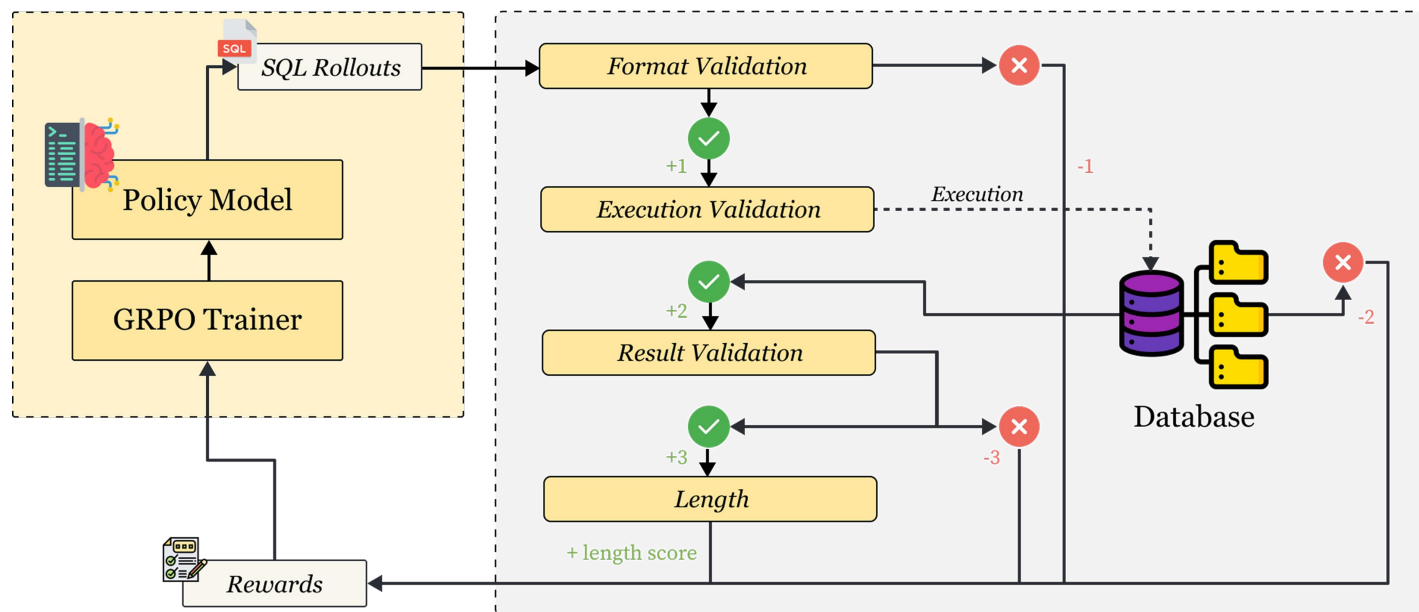 SQL
SQL Rollouts
Policy Model
GRPO Trainer
Rewards
Format Validation
-1
+1
Execution Validation
Execution
+2
-2
Result Validation
Database
+3
-3
Length
+ length score